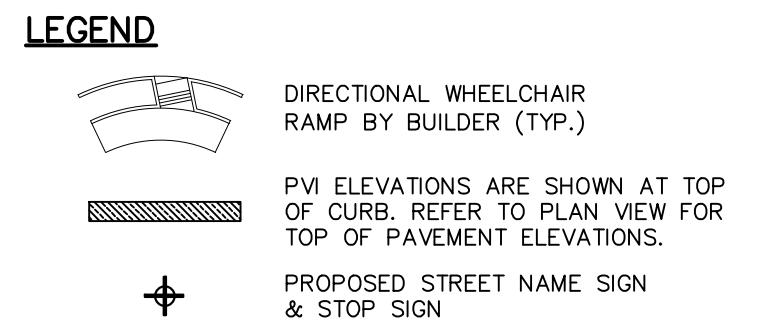 LEGEND
DIRECTIONAL WHEELCHAIR
RAMP BY BUILDER (TYP.)
PVI ELEVATIONS ARE SHOWN AT TOP
OF CURB. REFER TO PLAN VIEW FOR
TOP OF PAVEMENT ELEVATIONS.
PROPOSED STREET NAME SIGN
& STOP SIGN